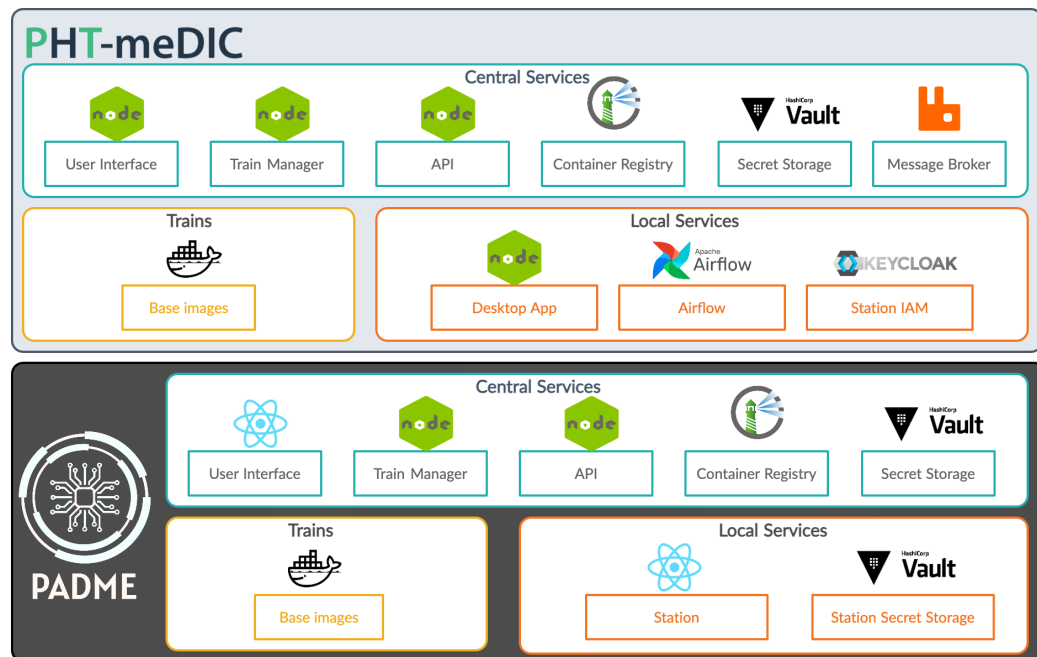 PHT-meDIC
Central Services
node
node
node
HashiCorp
Vault
User Interface
Train Manager
API
Container Registry
Secret Storage
Message Broker
Trains
Local Services
node
Apache
Airflow
KEYCLOAK
Base images
Desktop App
Airflow
Station IAM
Central Services
node
node
HashiCorp
Vault
User Interface
Train Manager
API
Container Registry
Secret Storage
PADME
Trains
Local Services
HashiCorp
Vault
Base images
Station
Station Secret Storage